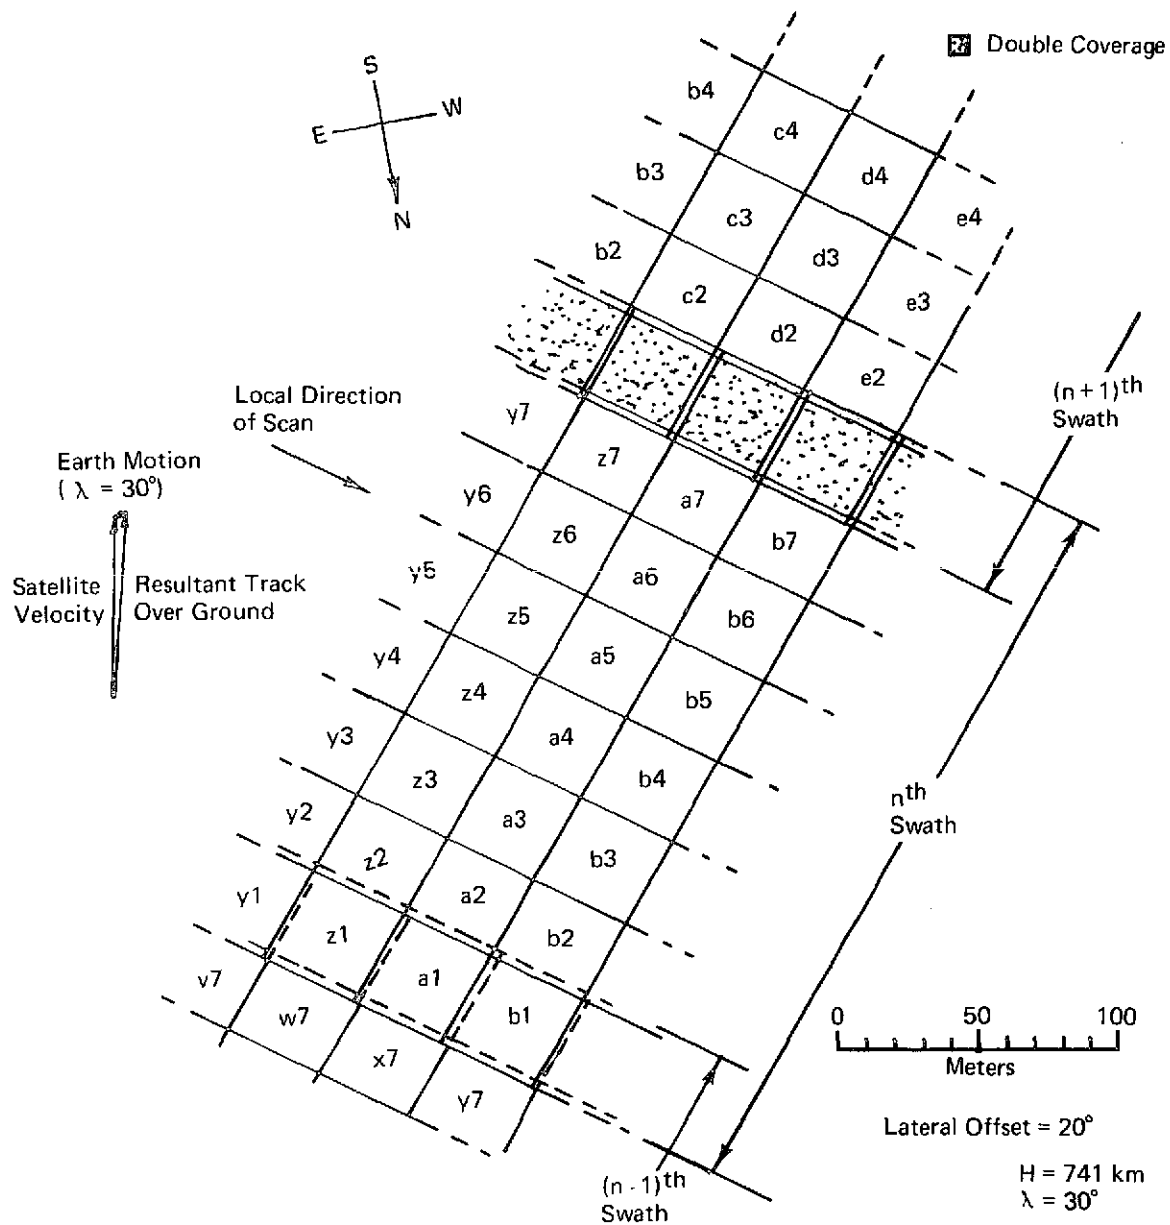 Double Coverage
S
E
W
N
b4
c4
d4
e4
b3
c3
d3
e3
b2
c2
d2
e2
(n + 1)th
Swath
Local Direction
of Scan
Earth Motion
( λ = 30°)
Satellite
Velocity
Resultant Track
Over Ground
y7
z7
a7
b7
y6
z6
a6
b6
y5
z5
a5
b5
y4
z4
a4
b4
y3
z3
a3
b3
y2
z2
a2
b2
y1
z1
a1
b1
v7
w7
x7
y7
nth
Swath
(n - 1)th
Swath
0 50 100
Meters
Lateral Offset = 20°
H = 741 km
λ = 30°